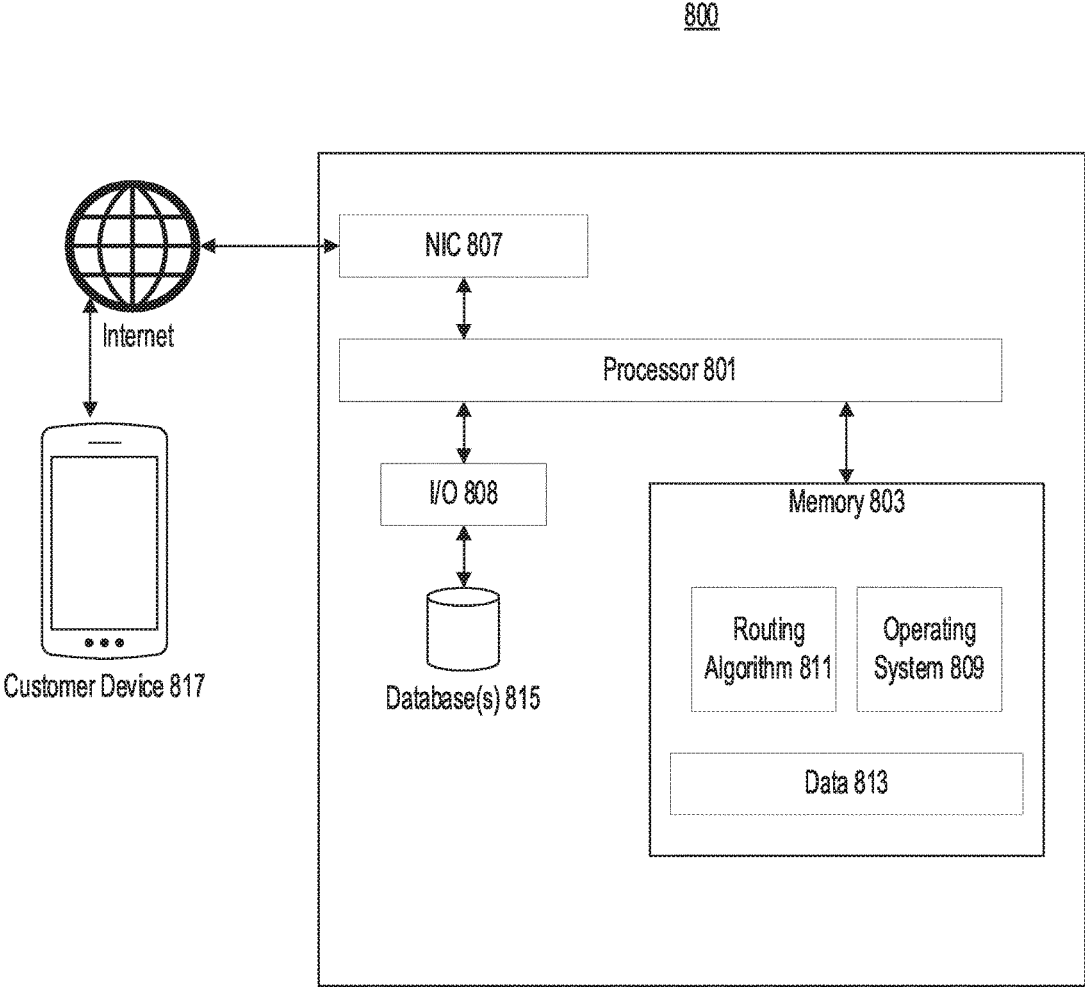 800
NIC 807
Internet
Processor 801
I/O 808
Memory 803
Routing
Algorithm 811
Operating
System 809
Customer Device 817
Database(s) 815
Data 813